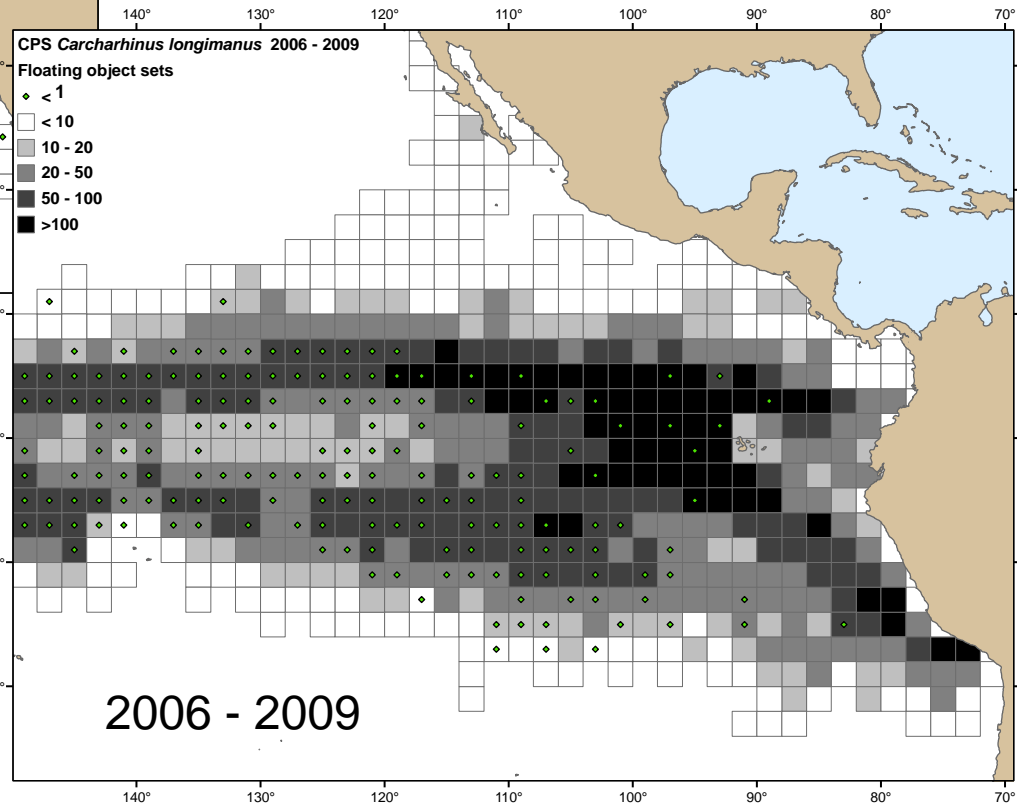 140° 130° 120° 110° 100° 90° 80° 70°
CPS Carcharhinus longimanus 2006 - 2009
Floating object sets
< 1
< 10
10 - 20
20 - 50
50 - 100
>100
2006 - 2009
140° 130° 120° 110° 100° 90° 80° 70°